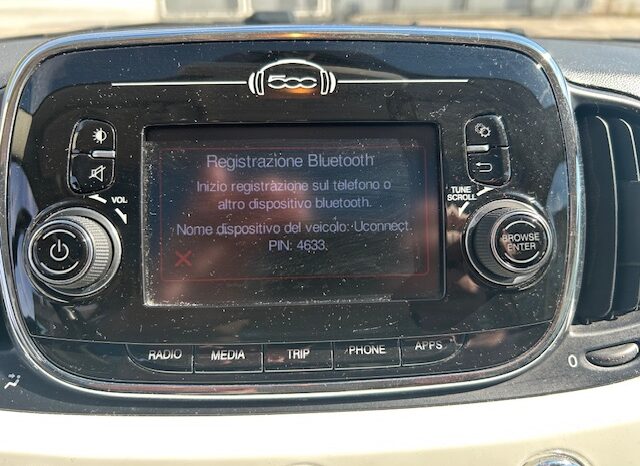 500
Registrazione Bluetooth
Inizio registrazione sul telefono o
altro dispositivo bluetooth.
Nome dispositivo del veicolo: Uconnect.
PIN: 4633.
VOL
TUNE
SCROLL
BROWSE
ENTER
RADIO
MEDIA
TRIP
PHONE
APPS
0